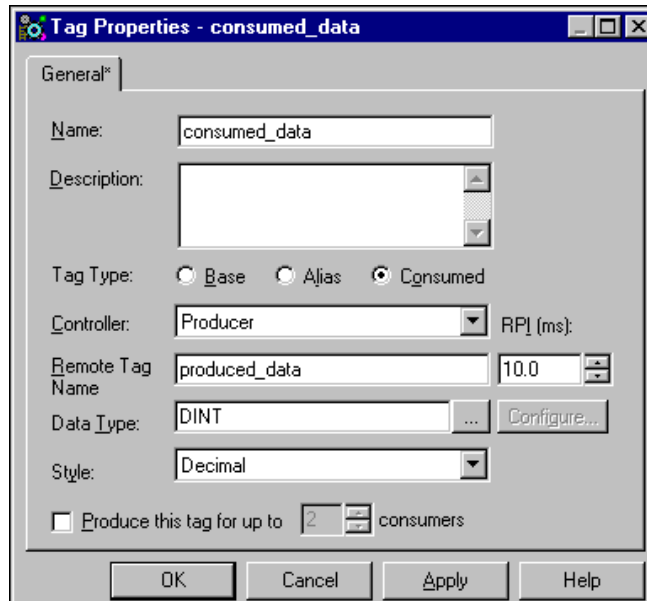 Tag Properties - consumed_data
General*
Name: consumed_data
Description:
Tag Type: Base Alias Consumed
Controller: Producer RPI (ms):
Remote Tag Name produced_data 10.0
Data Type: DINT ... Configure...
Style: Decimal
Produce this tag for up to 2 consumers
OK Cancel Apply Help